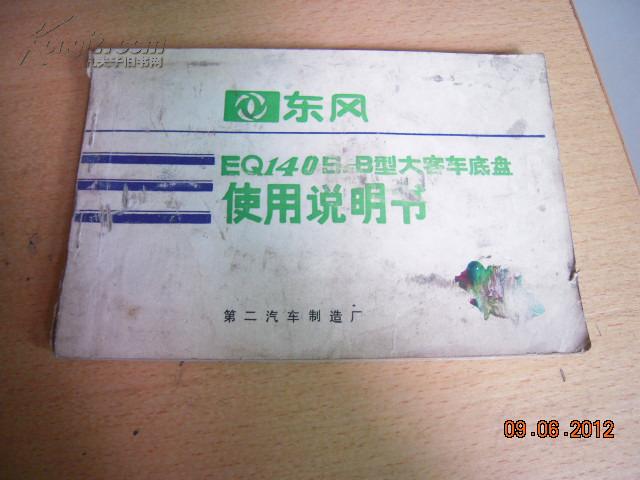 东风
EQ140S-B型大客车底盘
使用说明书
第二汽车制造厂
09.06.2012